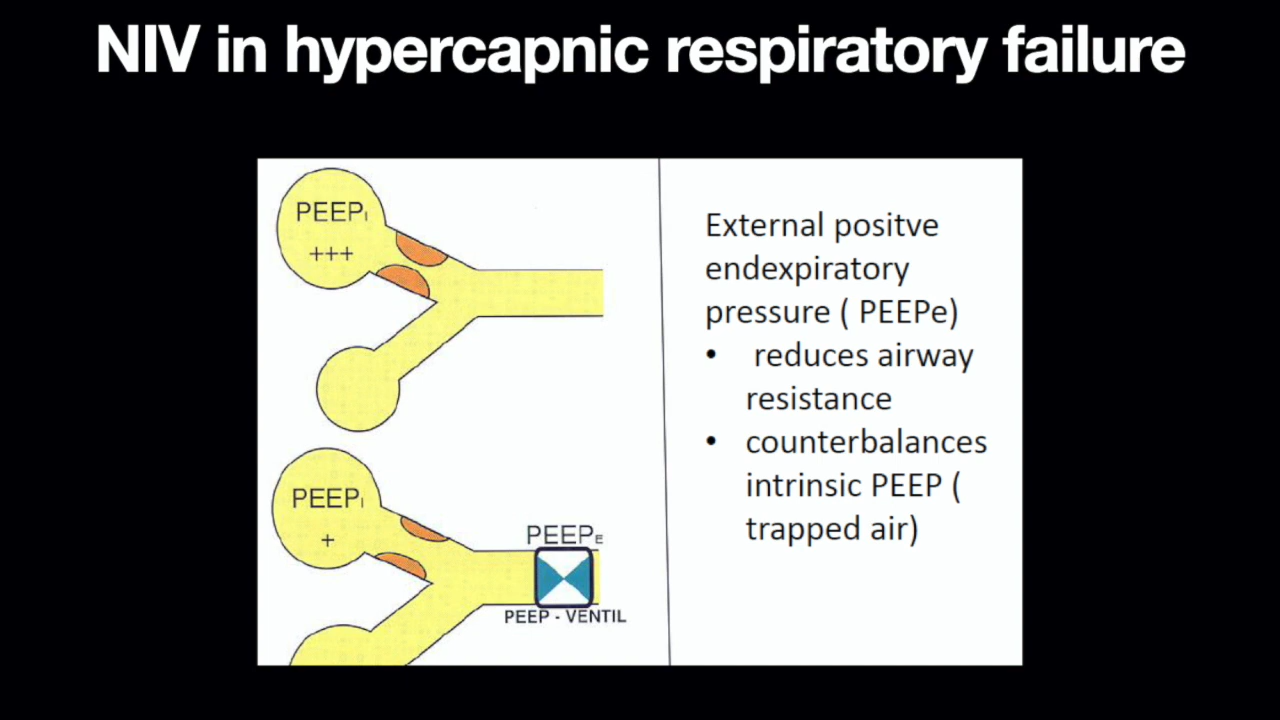 NIV in hypercapnic respiratory failure
PEEPI
+++
PEEPI
+
PEEPE
PEEP - VENTIL
External positve
endexpiratory
pressure ( PEEPe)
• reduces airway
resistance
• counterbalances
intrinsic PEEP (
trapped air)